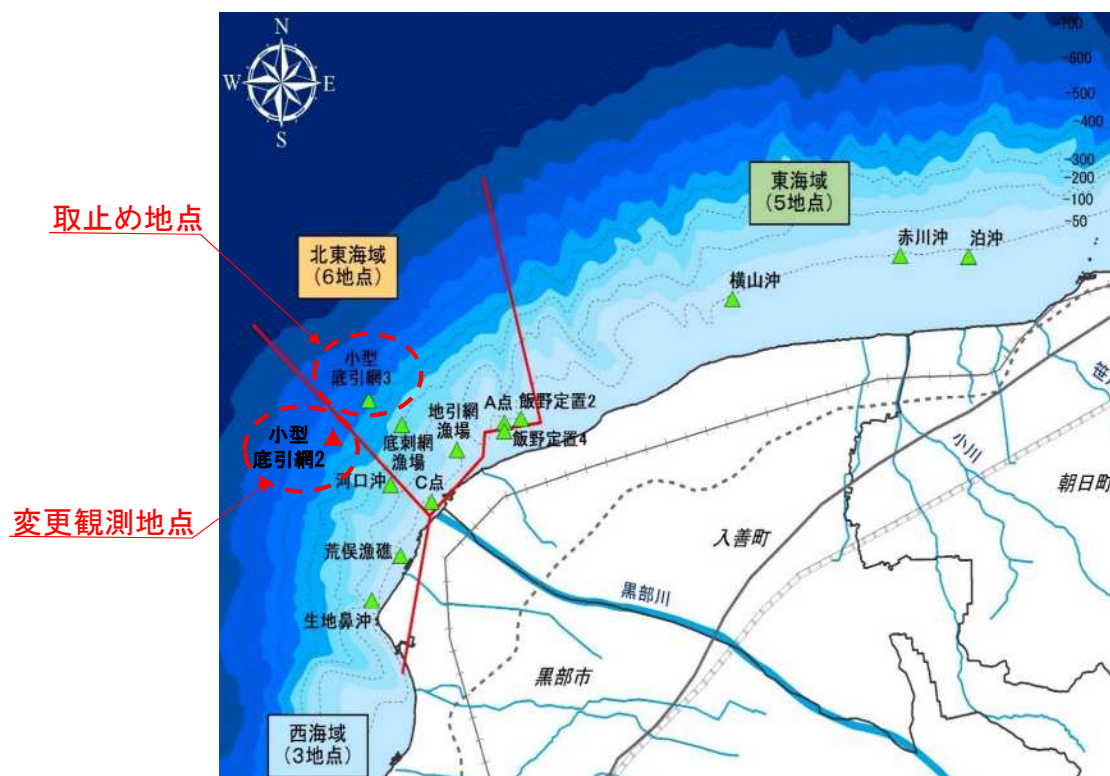 N
W
E
S
-700
-600
-500
-400
-300
-200
-100
-50
東海域
(5地点)
取止め地点
北東海域
(6地点)
赤川沖
泊沖
横山沖
小型
底引網3
地引網
漁場
A点
飯野定置2
飯野定置4
小型
底引網2
底刺網
漁場
河口沖
C点
変更観測地点
荒俣漁礁
生地鼻沖
入善町
朝日町
小川
黒部川
黒部市
西海域
(3地点)